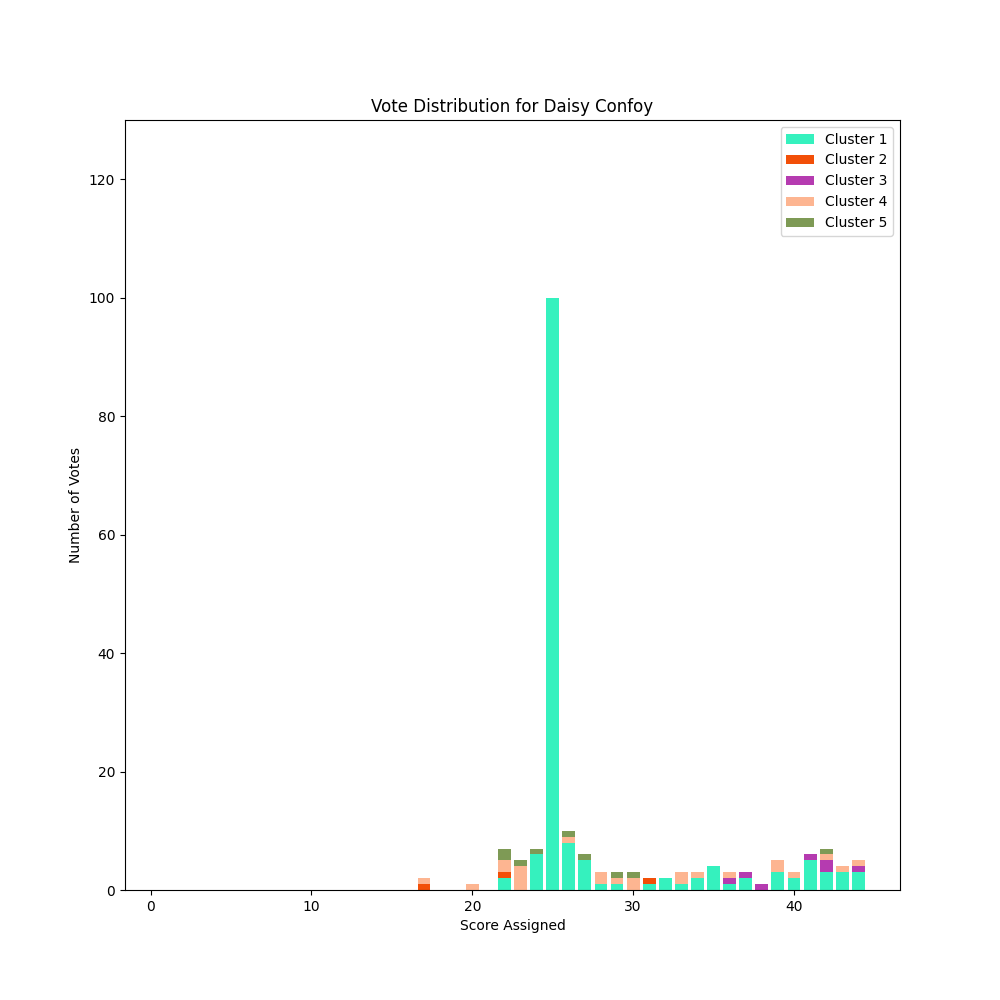 Vote Distribution for Daisy Confoy
Cluster 1
Cluster 2
Cluster 3
Cluster 4
Cluster 5
120
100
80
60
40
20
0
Number of Votes
0 10 20 30 40
Score Assigned